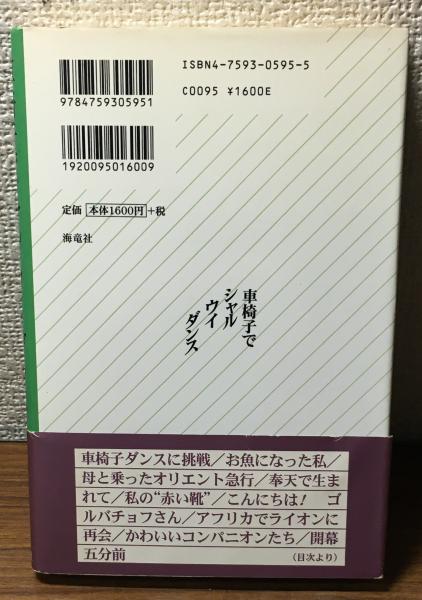 ISBN4-7593-0595-5
9784759305951
C0095 ¥1600E
1920095016009
定価 本体1600円+税
海竜社
車椅子で
シャル
ウイ
ダンス
車椅子ダンスに挑戦／お魚になった私／
母と乗ったオリエント急行／奉天で生ま
れて／私の“赤い靴”／こんにちは！ ゴ
ルバチョフさん／アフリカでライオンに
再会／かわいいコンパニオンたち／開幕
五分前 （目次より）